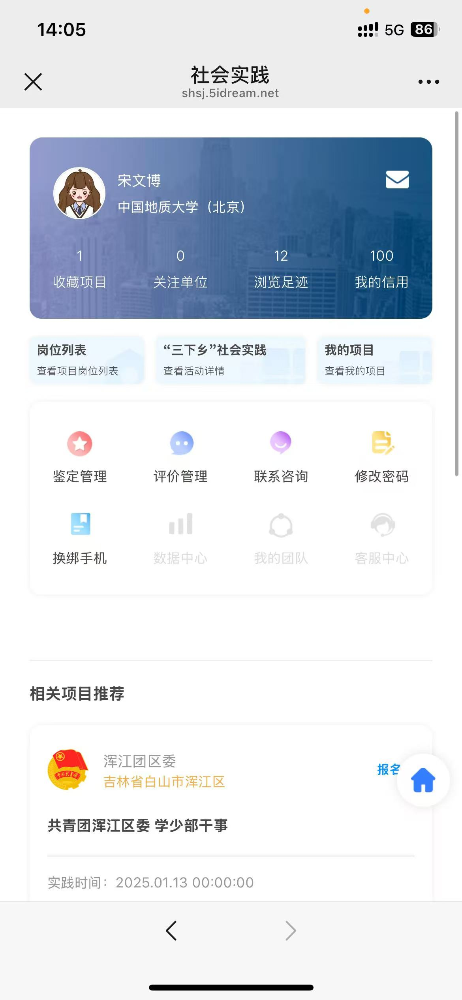 14:05
5G 86
社会实践
shsj.5idream.net
宋文博
中国地质大学（北京）
1 0 12 100
收藏项目 关注单位 浏览足迹 我的信用
岗位列表 “三下乡”社会实践 我的项目
查看项目岗位列表 查看活动详情 查看我的项目
鉴定管理 评价管理 联系咨询 修改密码
换绑手机 数据中心 我的团队 客服中心
相关项目推荐
中国共青团
浑江团区委
吉林省白山市浑江区
报名
共青团浑江区委 学少部干事
实践时间：2025.01.13 00:00:00